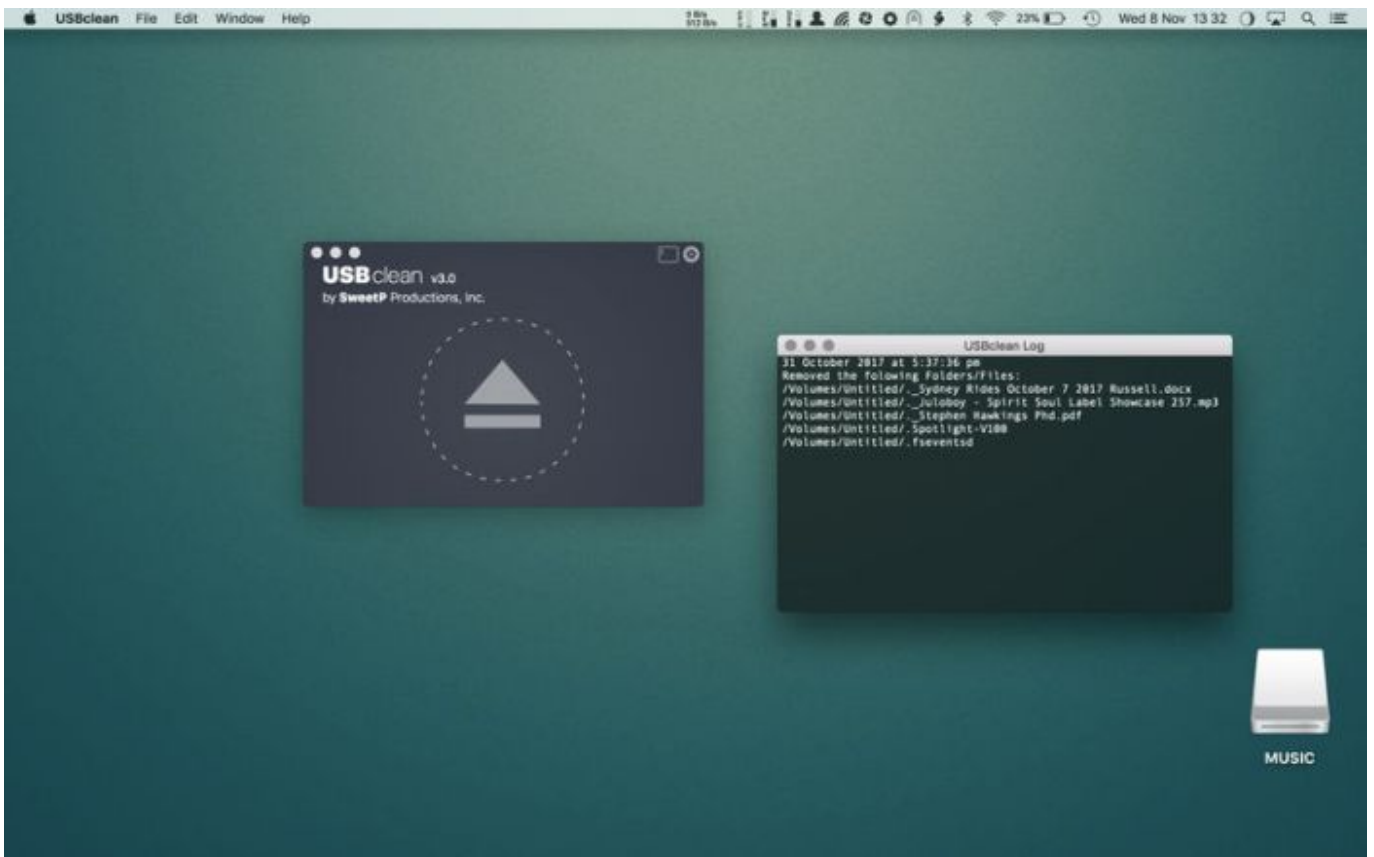 USBclean File Edit Window Help
23% Wed 8 Nov 13 32
USBclean v3.0
by SweetP Productions, Inc.
USBclean Log
31 October 2017 at 5:37:36 pm
Removed the folowing Folders/Files:
/Volumes/Untitled/._Sydney Rides October 7 2017 Russell.docx
/Volumes/Untitled/._Juloboy - Spirit Soul Label Showcase 257.mp3
/Volumes/Untitled/._Stephen Hawkings Phd.pdf
/Volumes/Untitled/.Spotlight-V100
/Volumes/Untitled/.fseventsd
MUSIC